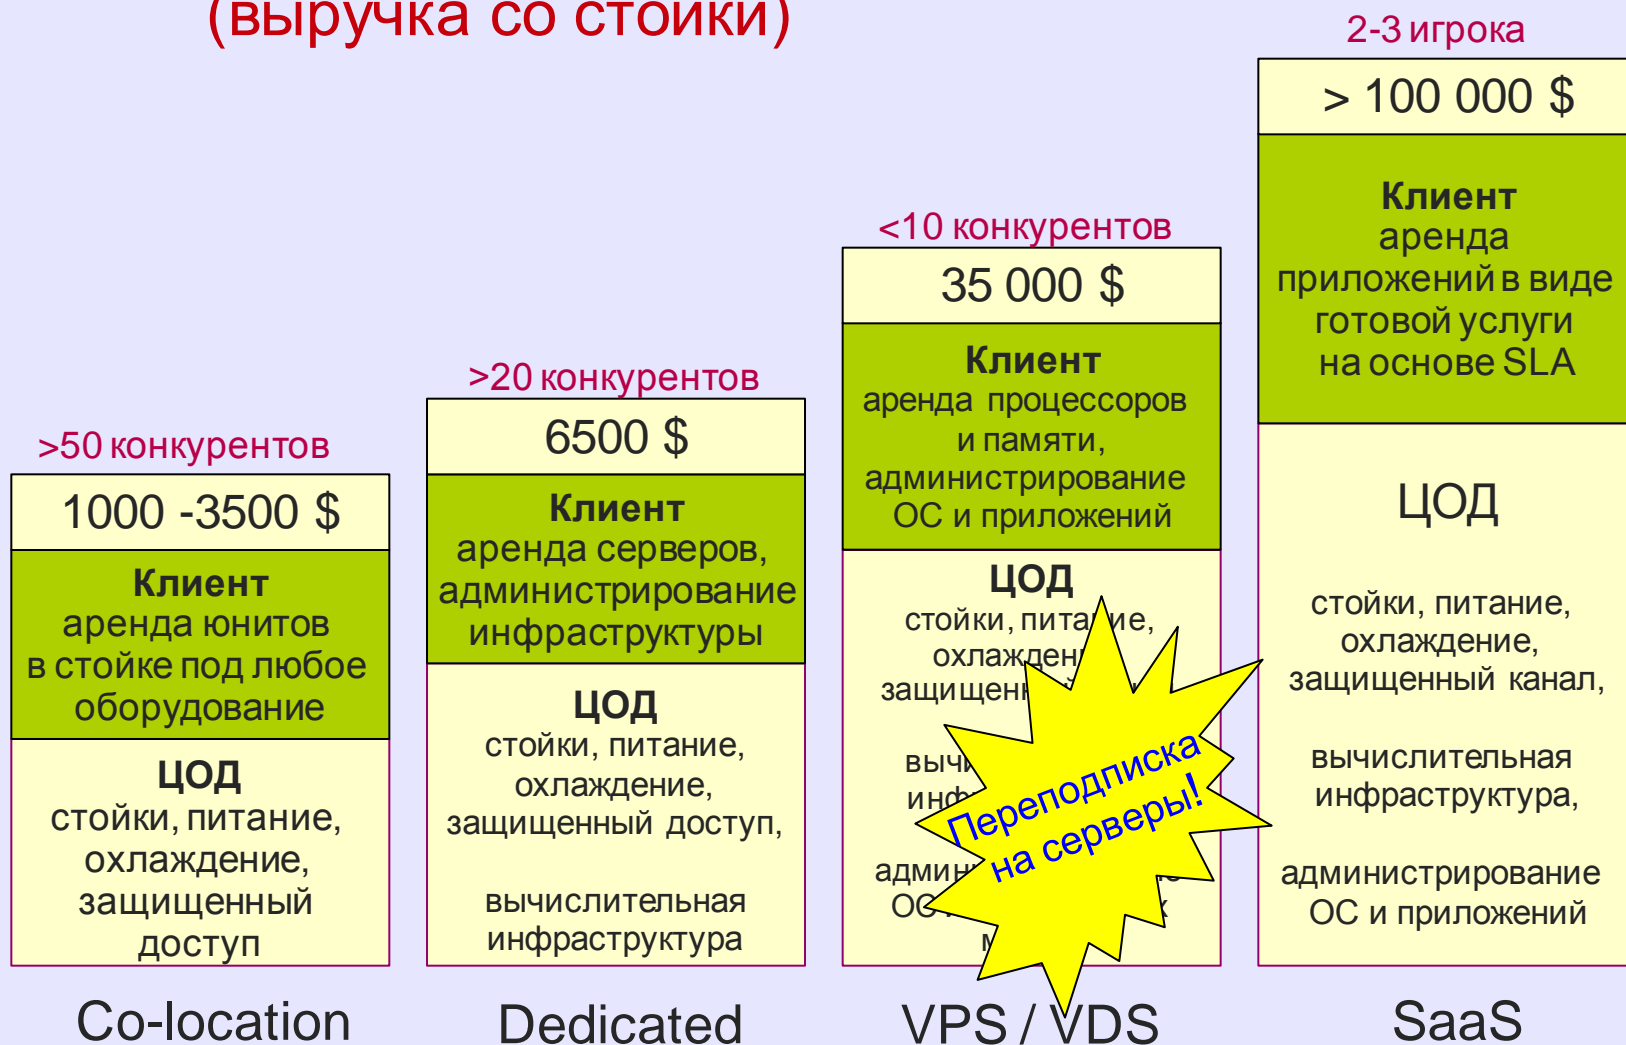 (выручка со стойки)
2-3 игрока
> 100 000 $
Клиент
аренда
приложений в виде
готовой услуги
на основе SLA
ЦОД
стойки, питание,
охлаждение,
защищенный канал,
вычислительная
инфраструктура,
администрирование
ОС и приложений
SaaS
<10 конкурентов
35 000 $
Клиент
аренда процессоров
и памяти,
администрирование
ОС и приложений
ЦОД
стойки,
Переподписка
на серверы!
VPS / VDS
>20 конкурентов
6500 $
Клиент
аренда серверов,
администрирование
инфраструктуры
ЦОД
стойки, питание,
охлаждение,
защищенный доступ,
вычислительная
инфраструктура
Dedicated
>50 конкурентов
1000 -3500 $
Клиент
аренда юнитов
в стойке под любое
оборудование
ЦОД
стойки, питание,
охлаждение,
защищенный
доступ
Co-location